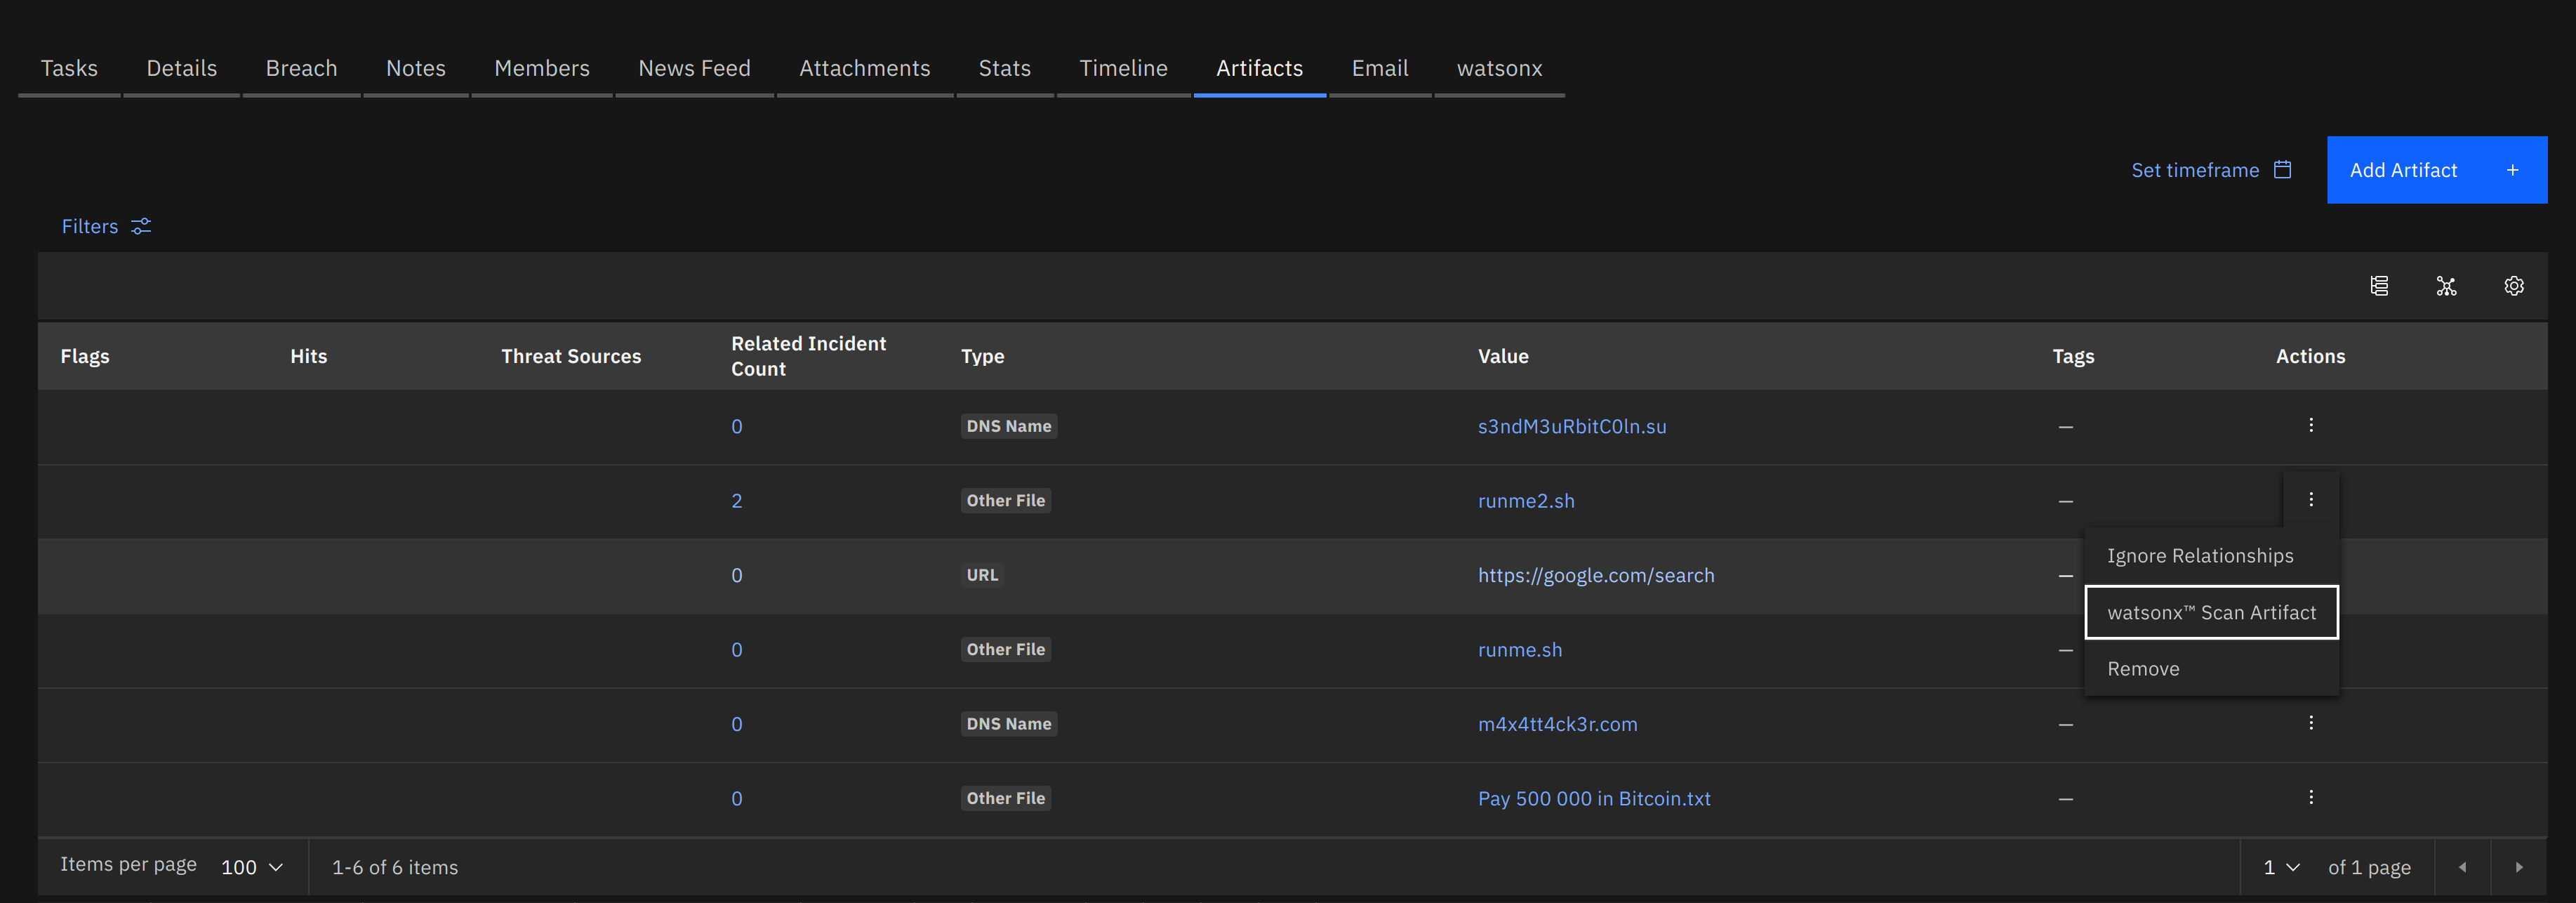 Tasks Details Breach Notes Members News Feed Attachments Stats Timeline Artifacts Email watsonx
Set timeframe Add Artifact +
Filters
Flags Hits Threat Sources Related Incident Count Type Value Tags Actions
0 DNS Name s3ndM3uRbitC0ln.su —
2 Other File runme2.sh —
Ignore Relationships
0 URL https://google.com/search —
watsonx™ Scan Artifact
0 Other File runme.sh —
Remove
0 DNS Name m4x4tt4ck3r.com —
0 Other File Pay 500 000 in Bitcoin.txt —
Items per page 100 1-6 of 6 items 1 of 1 page